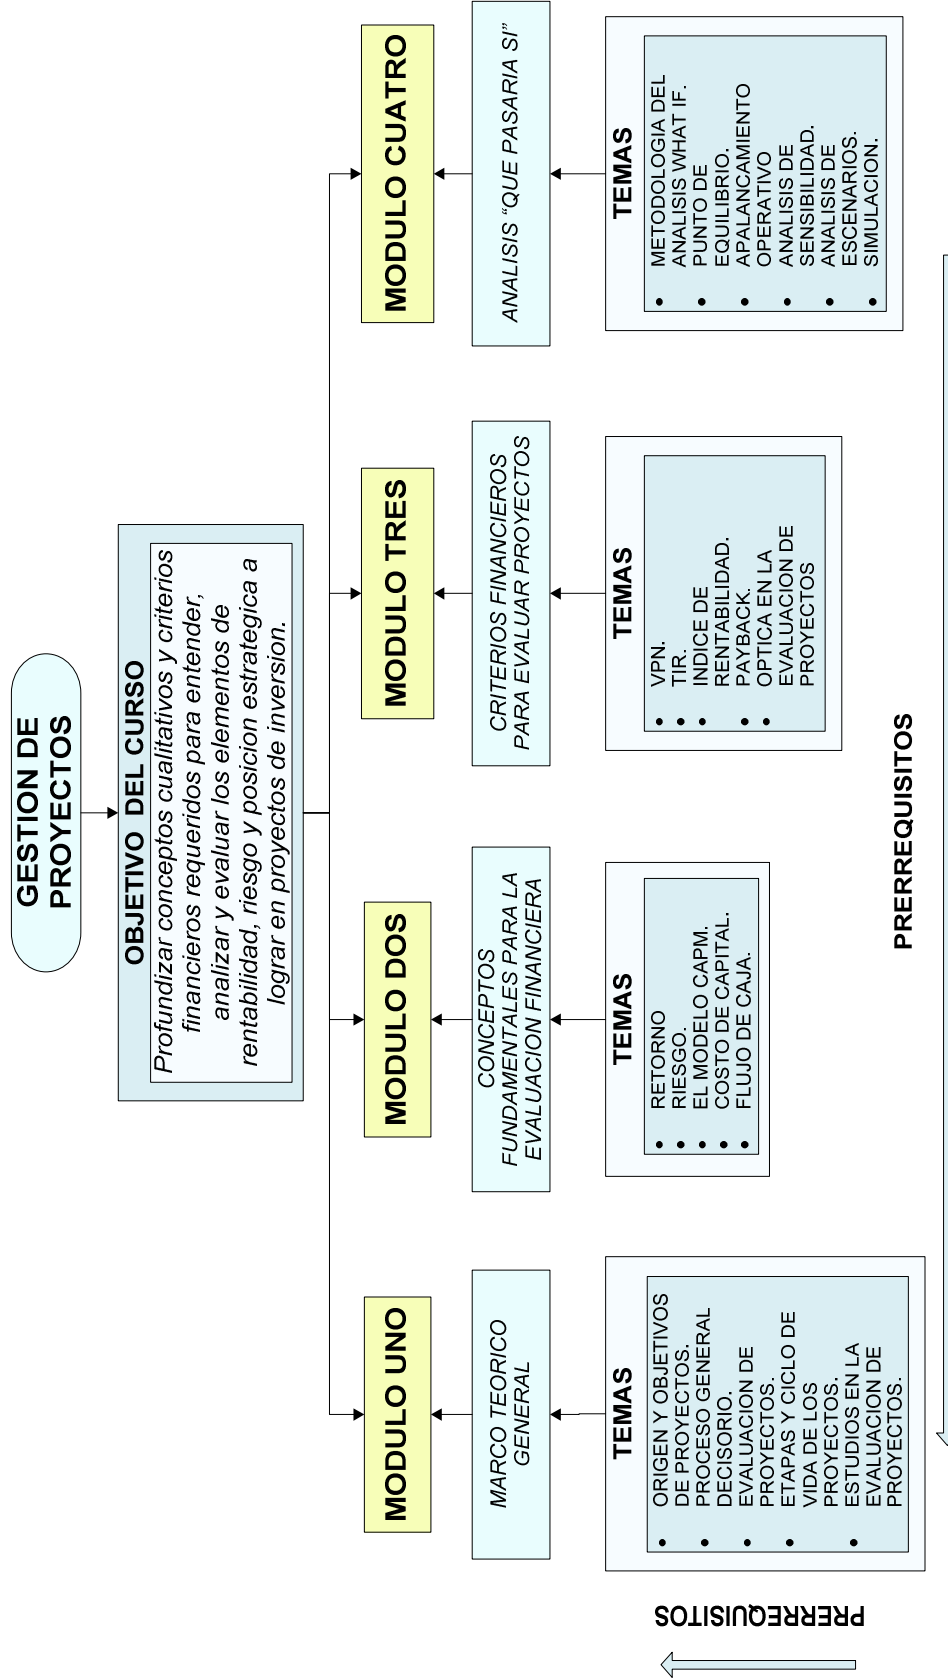 GESTION DE
PROYECTOS
OBJETIVO DEL CURSO
Profundizar conceptos cualitativos y criterios
financieros requeridos para entender,
analizar y evaluar los elementos de
rentabilidad, riesgo y posicion estrategica a
lograr en proyectos de inversion.
MODULO UNO
MARCO TEORICO
GENERAL
TEMAS
• ORIGEN Y OBJETIVOS
DE PROYECTOS.
• PROCESO GENERAL
DECISORIO.
• EVALUACION DE
PROYECTOS.
• ETAPAS Y CICLO DE
VIDA DE LOS
PROYECTOS.
• ESTUDIOS EN LA
EVALUACION DE
PROYECTOS.
MODULO DOS
CONCEPTOS
FUNDAMENTALES PARA LA
EVALUACION FINANCIERA
TEMAS
• RETORNO
• RIESGO.
• EL MODELO CAPM.
• COSTO DE CAPITAL.
• FLUJO DE CAJA.
MODULO TRES
CRITERIOS FINANCIEROS
PARA EVALUAR PROYECTOS
TEMAS
• VPN.
• TIR.
• INDICE DE
RENTABILIDAD.
• PAYBACK.
• OPTICA EN LA
EVALUACION DE
PROYECTOS
MODULO CUATRO
ANALISIS “QUE PASARIA SI”
TEMAS
• METODOLOGIA DEL
ANALISIS WHAT IF.
• PUNTO DE
EQUILIBRIO.
• APALANCAMIENTO
OPERATIVO
• ANALISIS DE
SENSIBILIDAD.
• ANALISIS DE
ESCENARIOS.
• SIMULACION.
PRERREQUISITOS
PRERREQUISITOS